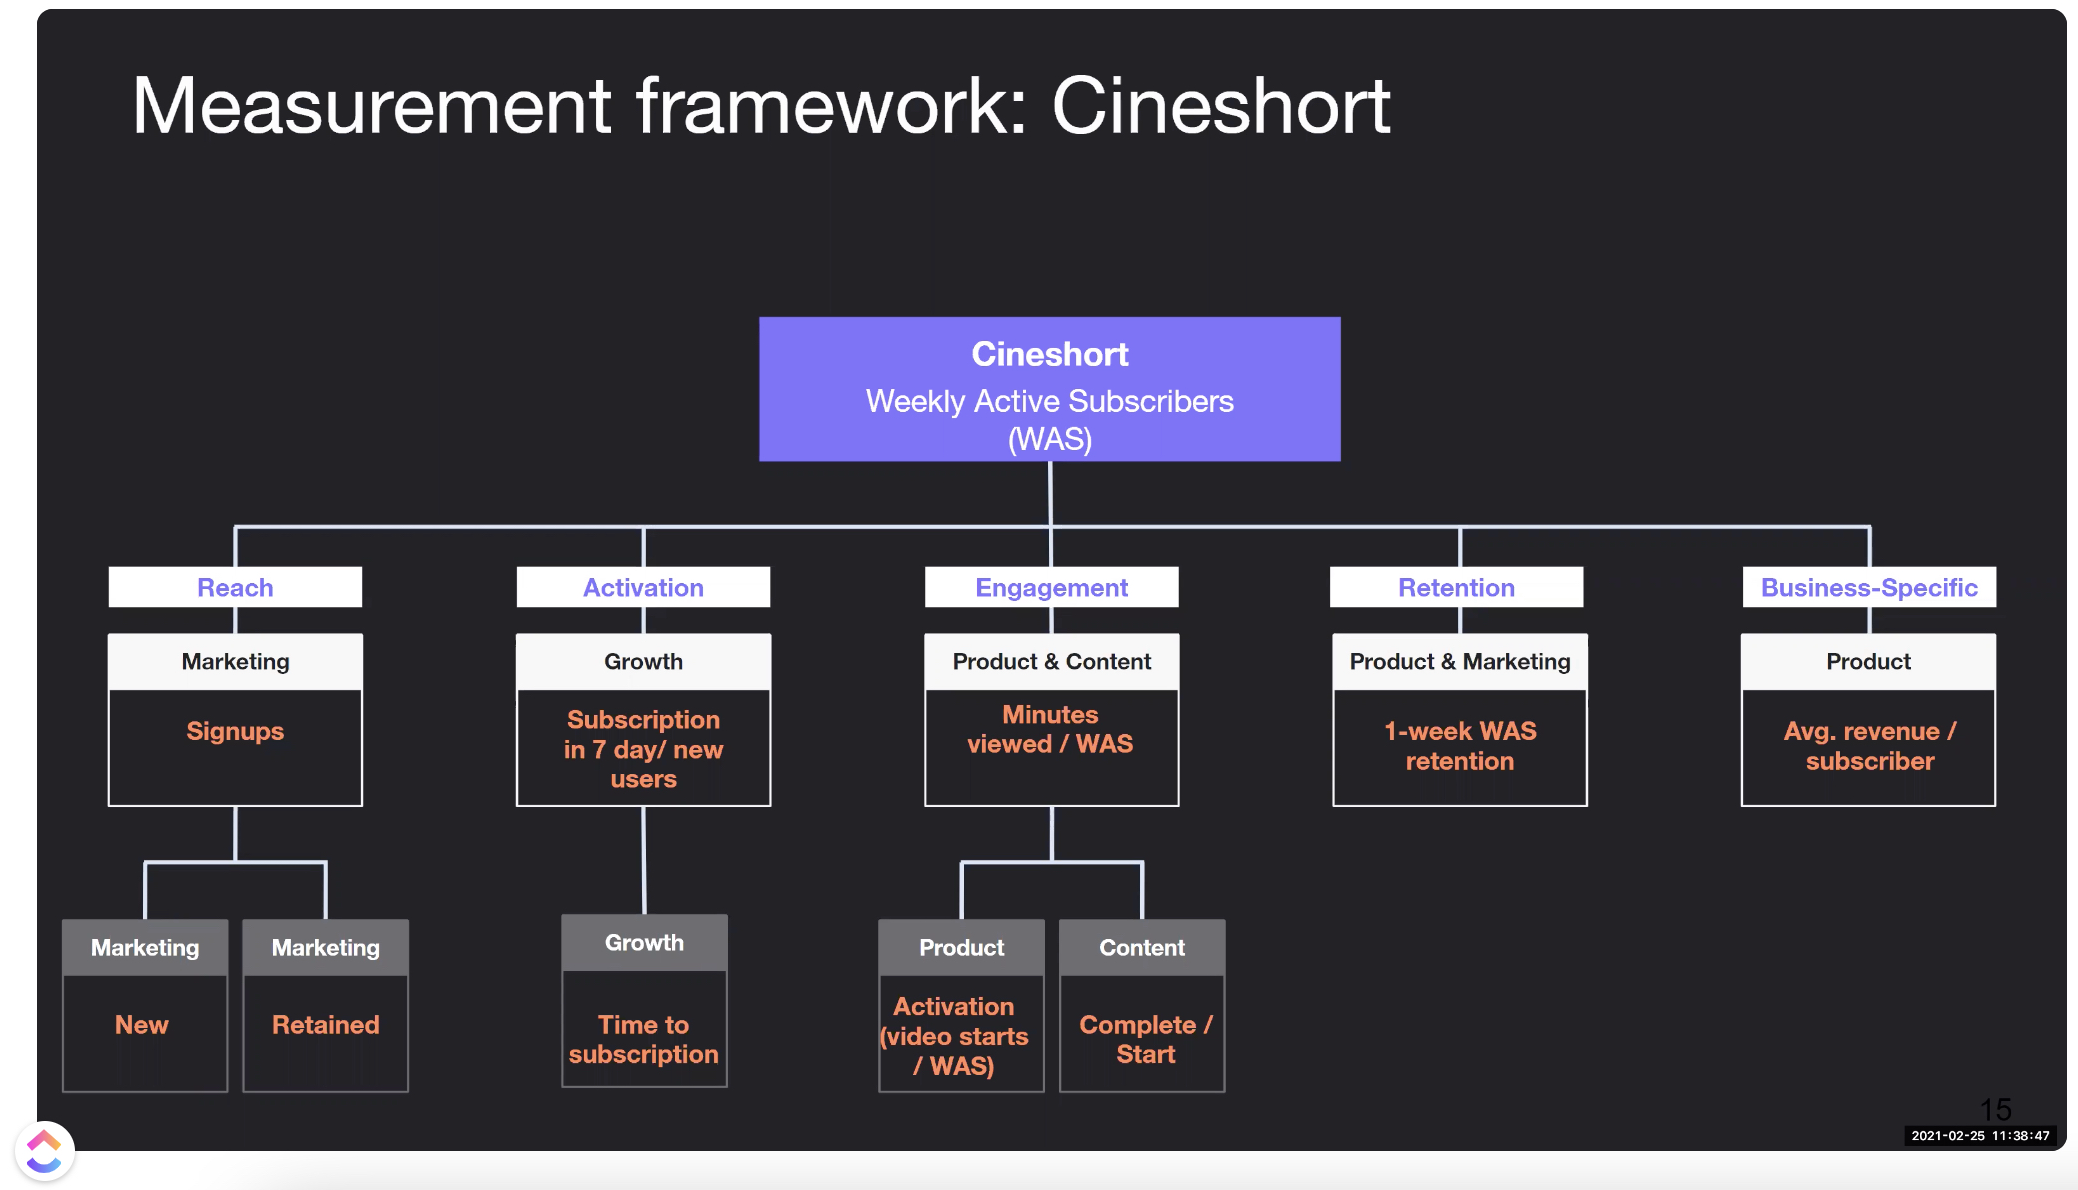 Measurement framework: Cineshort
Cineshort
Weekly Active Subscribers
(WAS)
Reach
Activation
Engagement
Retention
Business-Specific
Marketing
Signups
Growth
Subscription
in 7 day/ new
users
Product & Content
Minutes
viewed / WAS
Product & Marketing
1-week WAS
retention
Product
Avg. revenue /
subscriber
Marketing
New
Marketing
Retained
Growth
Time to
subscription
Product
Activation
(video starts
/ WAS)
Content
Complete /
Start
15
2021-02-25 11:38:47